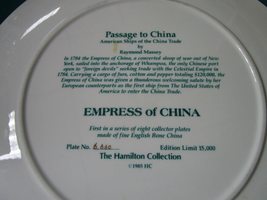 Passage to China
American Ships of the China Trade
by
Raymond Massey
In 1784 the Empress of China, a converted sloop of year out of New
York, sailed into the anchorage of Whampoa, the only Chinese port
open to "foreign devils" seeking trade with the Celestial Empire in
1784. Carrying a cargo of furs, cotton and pepper totaling $120,000, the
Empress of China was given a thunderous welcoming salute by her
European counterparts as the first ship from The United States of
America to enter the China Trade.
EMPRESS of CHINA
First in a series of eight collector plates
made of fine English Bone China
Plate No. Edition Limit 15,000
The Hamilton Collection
©1985 HC